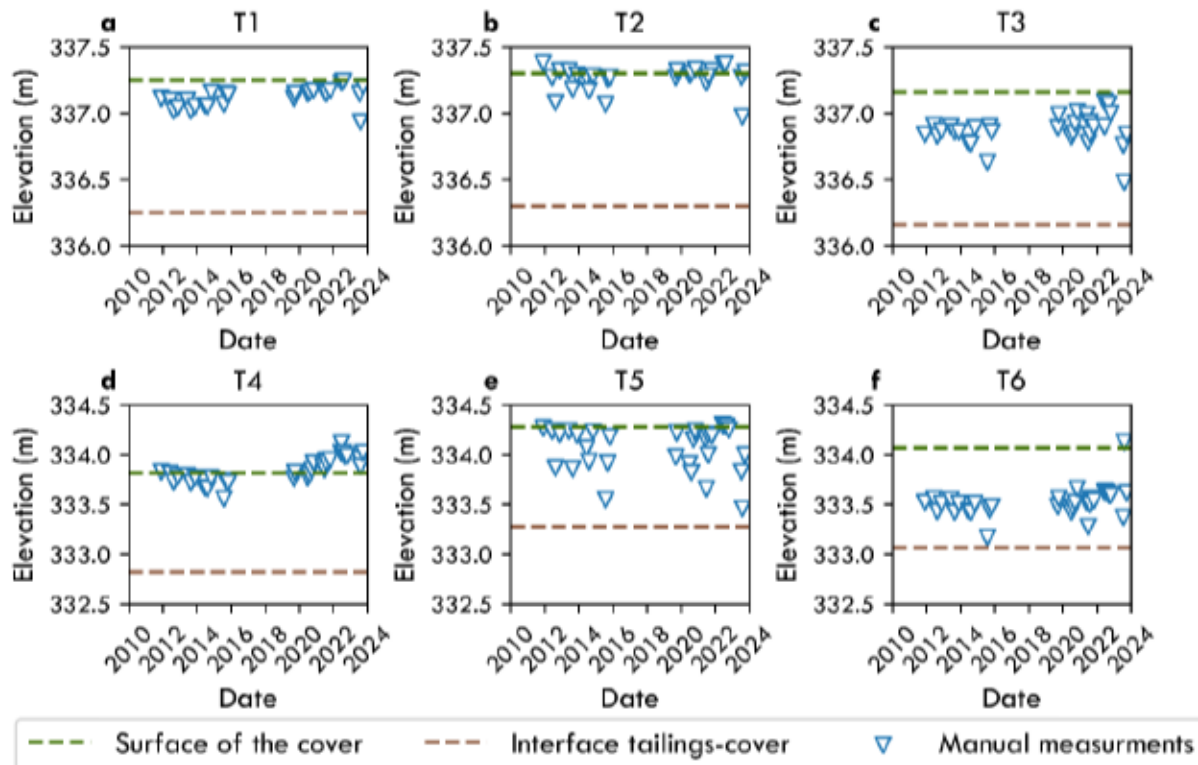 a T1
b T2
c T3
337.5 337.5 337.5
Elevation (m) 337.0 Elevation (m) 337.0 Elevation (m) 337.0
336.5 336.5 336.5
336.0 336.0 336.0
2010 2012 2014 2016 2018 2020 2022 2024 2010 2012 2014 2016 2018 2020 2022 2024 2010 2012 2014 2016 2018 2020 2022 2024
Date Date Date
d T4
e T5
f T6
334.5 334.5 334.5
334.0 334.0 334.0
Elevation (m) 333.5 Elevation (m) 333.5 Elevation (m) 333.5
333.0 333.0 333.0
332.5 332.5 332.5
2010 2012 2014 2016 2018 2020 2022 2024 2010 2012 2014 2016 2018 2020 2022 2024 2010 2012 2014 2016 2018 2020 2022 2024
Date Date Date
Surface of the cover Interface tailings-cover Manual measurments